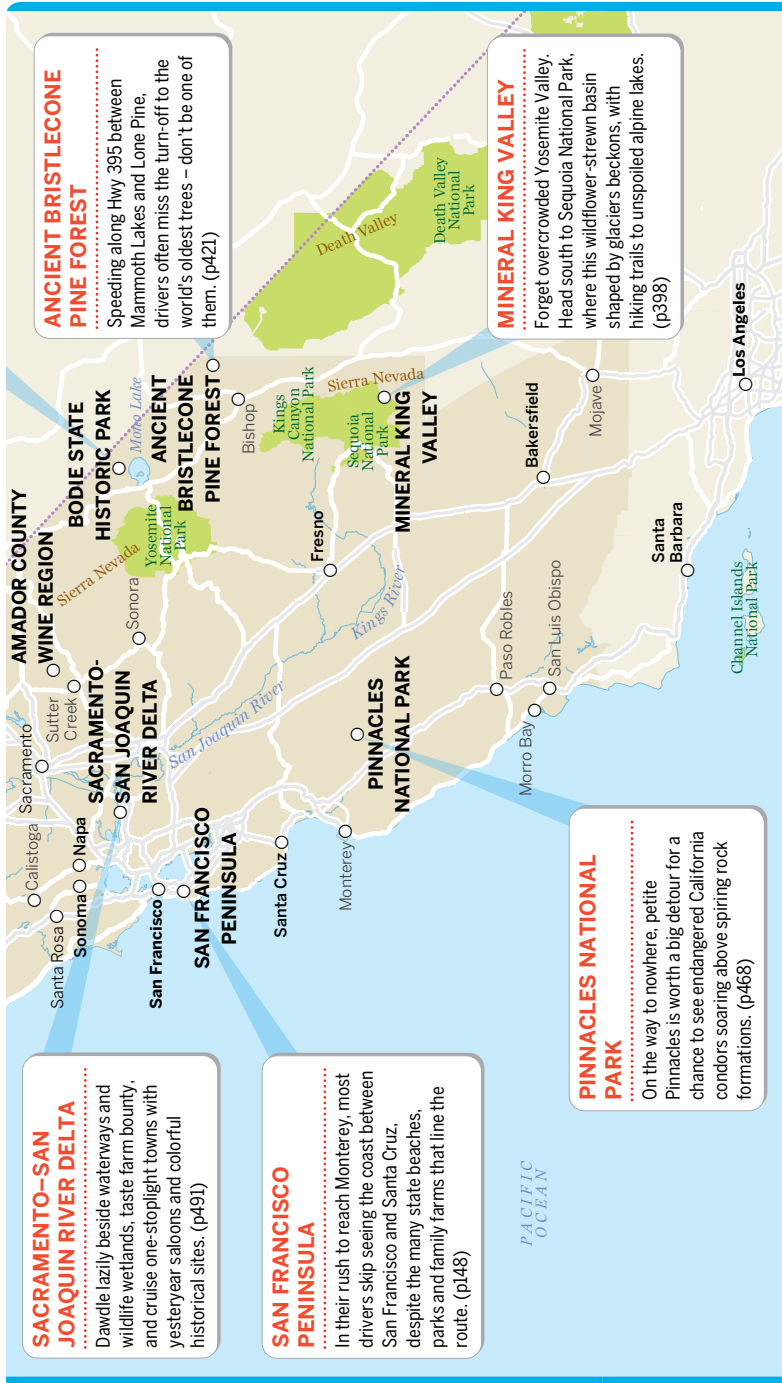 SACRAMENTO–SAN
JOAQUIN RIVER DELTA
Dawdle lazily beside waterways and
wildlife wetlands, taste farm bounty,
and cruise one-stoplight towns with
yesteryear saloons and colorful
historical sites. (p491)
SAN FRANCISCO
PENINSULA
In their rush to reach Monterey, most
drivers skip seeing the coast between
San Francisco and Santa Cruz,
despite the many state beaches,
parks and family farms that line the
route. (p148)
PINNACLES NATIONAL
PARK
On the way to nowhere, petite
Pinnacles is worth a big detour for a
chance to see endangered California
condors soaring above spiring rock
formations. (p468)
ANCIENT BRISTLECONE
PINE FOREST
Speeding along Hwy 395 between
Mammoth Lakes and Lone Pine,
drivers often miss the turn-off to the
world's oldest trees – don't be one of
them. (p421)
MINERAL KING VALLEY
Forget overcrowded Yosemite Valley.
Head south to Sequoia National Park,
where this wildflower-strewn basin
shaped by glaciers beckons, with
hiking trails to unspoiled alpine lakes.
(p398)
AMADOR COUNTY
WINE REGION
BODIE STATE
HISTORIC PARK
Mono Lake
ANCIENT
BRISTLECONE
PINE FOREST
Calistoga
Santa Rosa
Sonoma
Napa
Sacramento
Sutter
Creek
SACRAMENTO-
SAN JOAQUIN
RIVER DELTA
Sonora
Sierra Nevada
Yosemite
National
Park
San Francisco
SAN FRANCISCO
PENINSULA
San Joaquin River
Santa Cruz
Monterey
PINNACLES
NATIONAL PARK
Fresno
Kings River
Bishop
Kings
Canyon
National Park
Sierra Nevada
Sequoia
National
Park
MINERAL KING
VALLEY
Death Valley
Death Valley
National
Park
Paso Robles
San Luis Obispo
Morro Bay
Bakersfield
Mojave
Santa
Barbara
Los Angeles
Channel Islands
National Park
PACIFIC
OCEAN